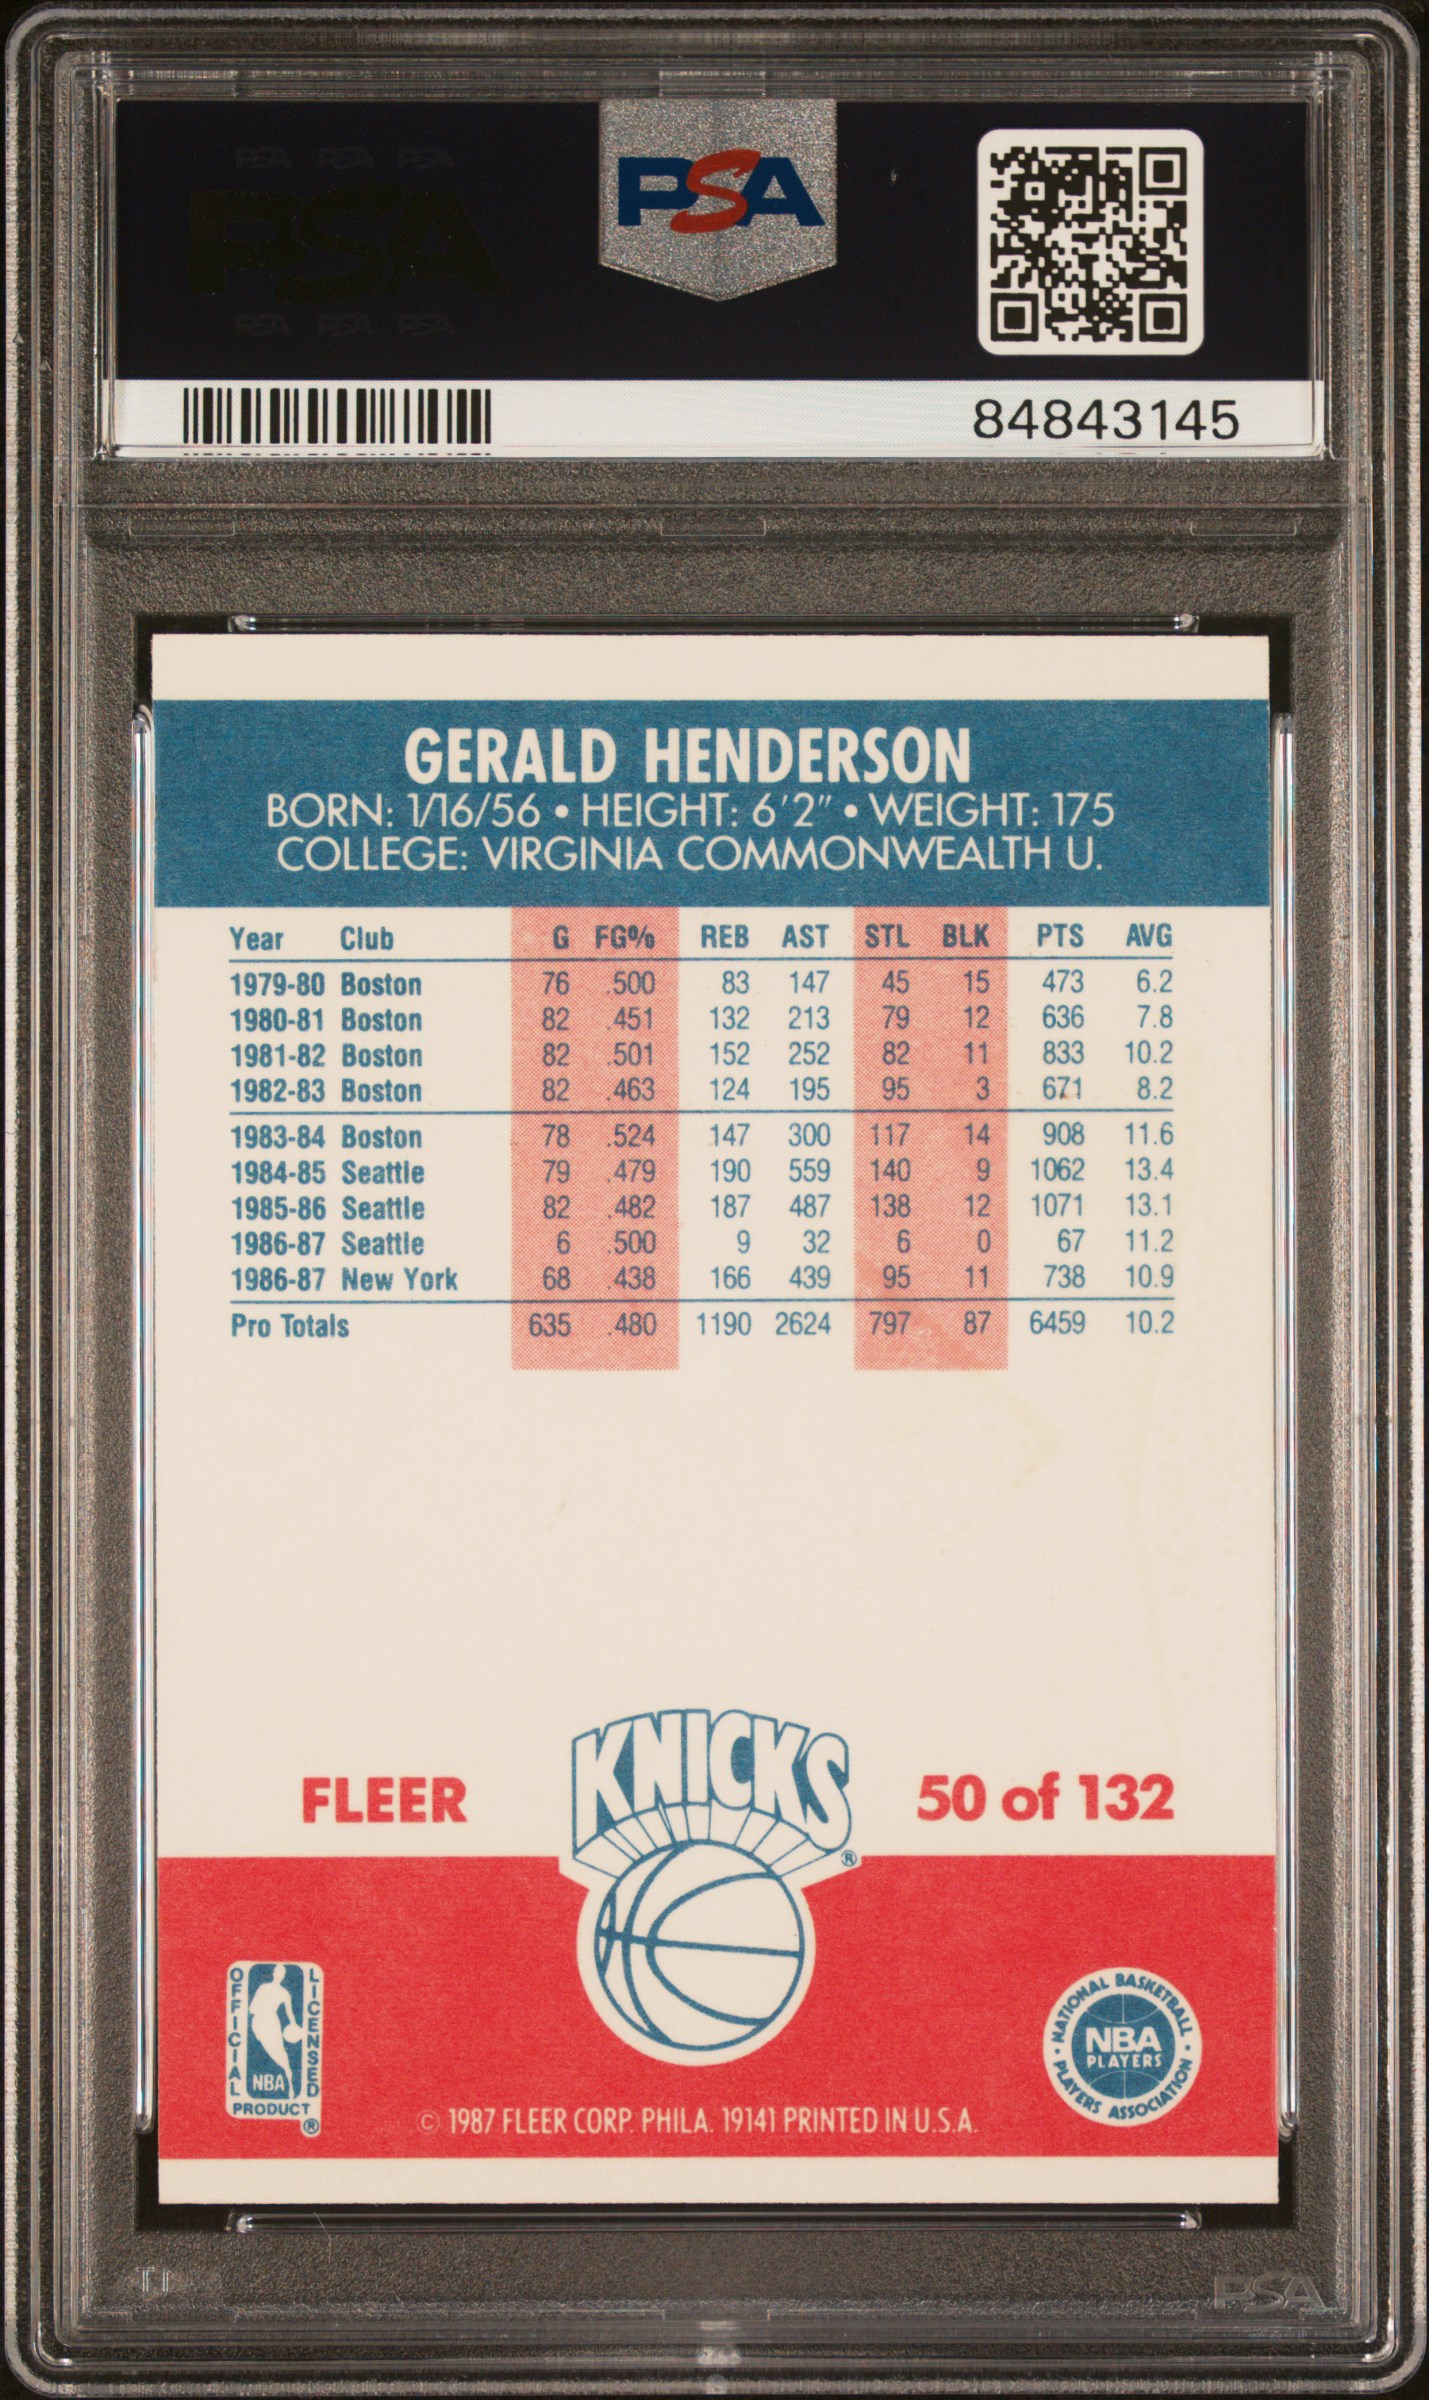 PSA PSA PSA
PSA
PSA
PSA PSA PSA
84843145
GERALD HENDERSON
BORN: 1/16/56 • HEIGHT: 6'2" • WEIGHT: 175
COLLEGE: VIRGINIA COMMONWEALTH U.
Year Club G FG% REB AST STL BLK PTS AVG
1979-80 Boston 76 .500 83 147 45 15 473 6.2
1980-81 Boston 82 .451 132 213 79 12 636 7.8
1981-82 Boston 82 .501 152 252 82 11 833 10.2
1982-83 Boston 82 .463 124 195 95 3 671 8.2
1983-84 Boston 78 .524 147 300 117 14 908 11.6
1984-85 Seattle 79 .479 190 559 140 9 1062 13.4
1985-86 Seattle 82 .482 187 487 138 12 1071 13.1
1986-87 Seattle 6 .500 9 32 6 0 67 11.2
1986-87 New York 68 .438 166 439 95 11 738 10.9
Pro Totals 635 .480 1190 2624 797 87 6459 10.2
KNICKS
®
FLEER
50 of 132
OFFICIAL LICENSED
NBA
PRODUCT
®
NATIONAL BASKETBALL
NBA
PLAYERS
PLAYERS ASSOCIATION
© 1987 FLEER CORP. PHILA. 19141 PRINTED IN U.S.A.
PSA